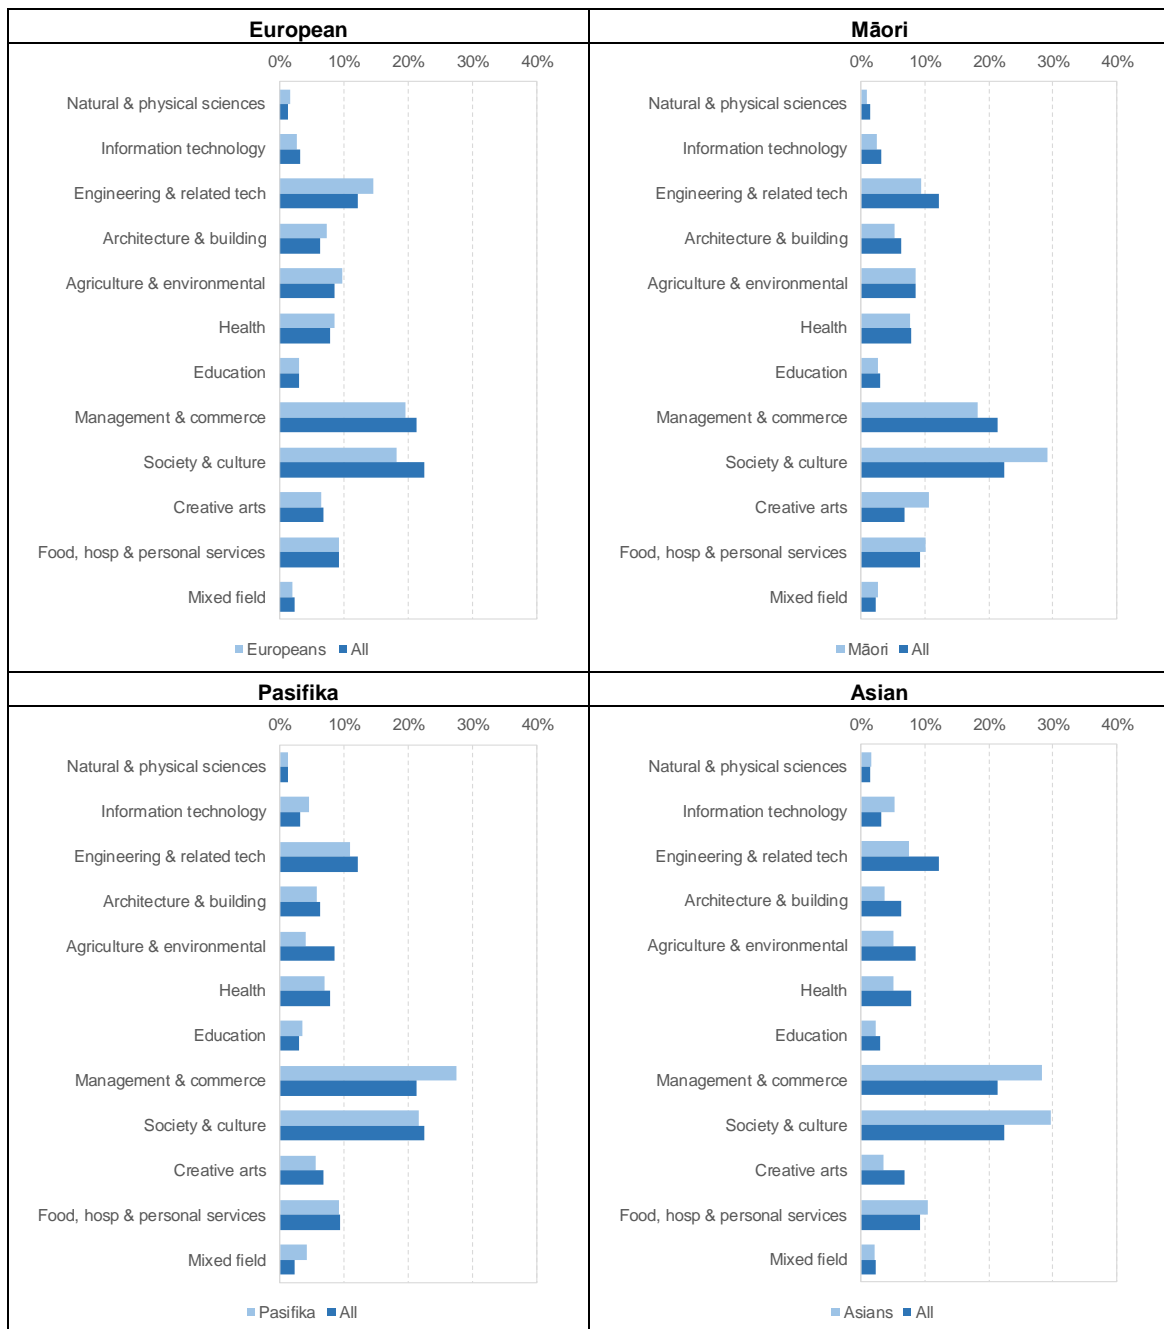 European
Māori
0% 10% 20% 30% 40%
Natural & physical sciences
Information technology
Engineering & related tech
Architecture & building
Agriculture & environmental
Health
Education
Management & commerce
Society & culture
Creative arts
Food, hosp & personal services
Mixed field
Europeans All
0% 10% 20% 30% 40%
Natural & physical sciences
Information technology
Engineering & related tech
Architecture & building
Agriculture & environmental
Health
Education
Management & commerce
Society & culture
Creative arts
Food, hosp & personal services
Mixed field
Māori All
Pasifika
Asian
0% 10% 20% 30% 40%
Natural & physical sciences
Information technology
Engineering & related tech
Architecture & building
Agriculture & environmental
Health
Education
Management & commerce
Society & culture
Creative arts
Food, hosp & personal services
Mixed field
Pasifika All
0% 10% 20% 30% 40%
Natural & physical sciences
Information technology
Engineering & related tech
Architecture & building
Agriculture & environmental
Health
Education
Management & commerce
Society & culture
Creative arts
Food, hosp & personal services
Mixed field
Asians All